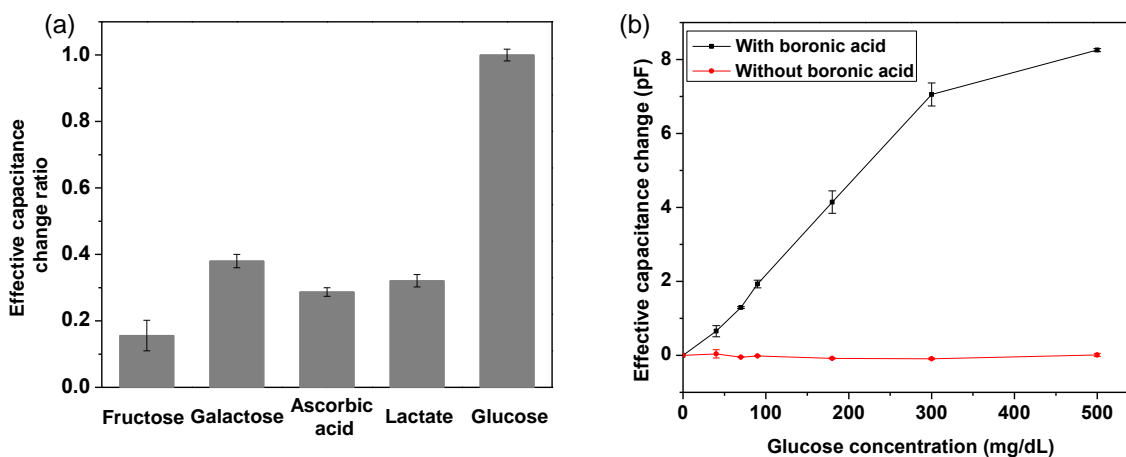 (a)
Effective capacitance
change ratio
1.0
0.8
0.6
0.4
0.2
0.0
Fructose
Galactose
Ascorbic
acid
Lactate
Glucose
(b)
With boronic acid
Without boronic acid
Effective capacitance change (pF)
8
6
4
2
0
0
100
200
300
400
500
Glucose concentration (mg/dL)